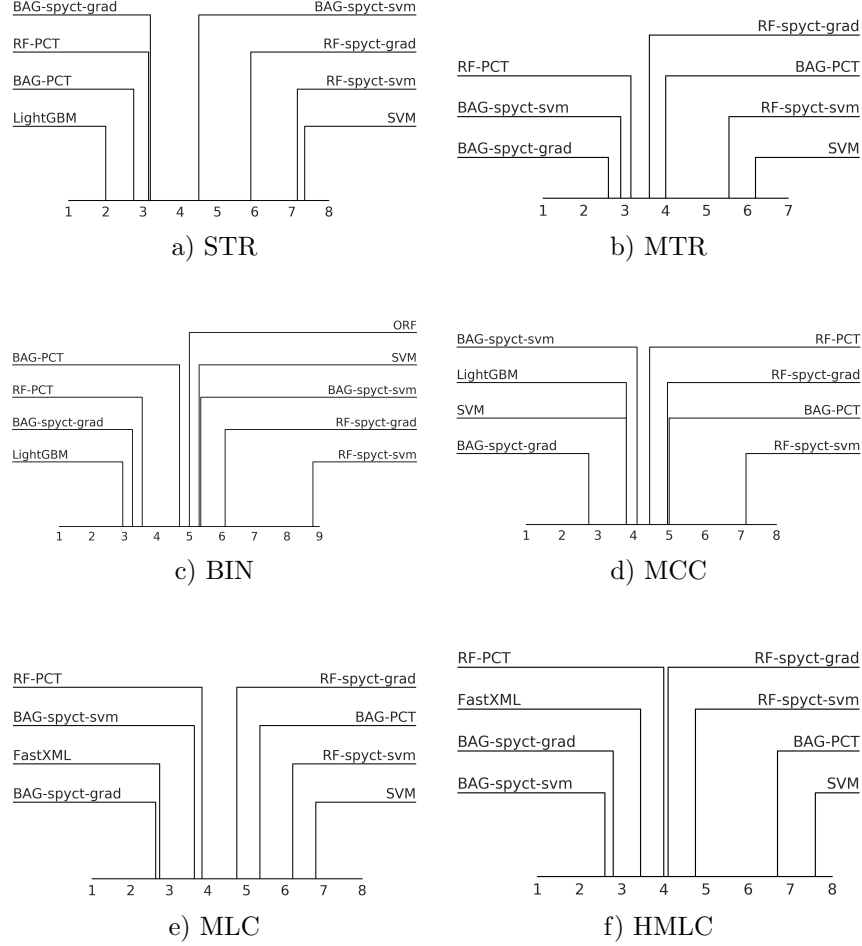 BAG-spyct-grad BAG-spyct-svm
RF-PCT RF-spyct-grad
BAG-PCT RF-spyct-svm
LightGBM SVM
1 2 3 4 5 6 7 8
a) STR
RF-spyct-grad
RF-PCT BAG-PCT
BAG-spyct-svm RF-spyct-svm
BAG-spyct-grad SVM
1 2 3 4 5 6 7
b) MTR
ORF
BAG-PCT SVM
RF-PCT BAG-spyct-svm
BAG-spyct-grad RF-spyct-grad
LightGBM RF-spyct-svm
1 2 3 4 5 6 7 8 9
c) BIN
BAG-spyct-svm RF-PCT
LightGBM RF-spyct-grad
SVM BAG-PCT
BAG-spyct-grad RF-spyct-svm
1 2 3 4 5 6 7 8
d) MCC
RF-PCT RF-spyct-grad
BAG-spyct-svm BAG-PCT
FastXML RF-spyct-svm
BAG-spyct-grad SVM
1 2 3 4 5 6 7 8
e) MLC
RF-PCT RF-spyct-grad
FastXML RF-spyct-svm
BAG-spyct-grad BAG-PCT
BAG-spyct-svm SVM
1 2 3 4 5 6 7 8
f) HMLC